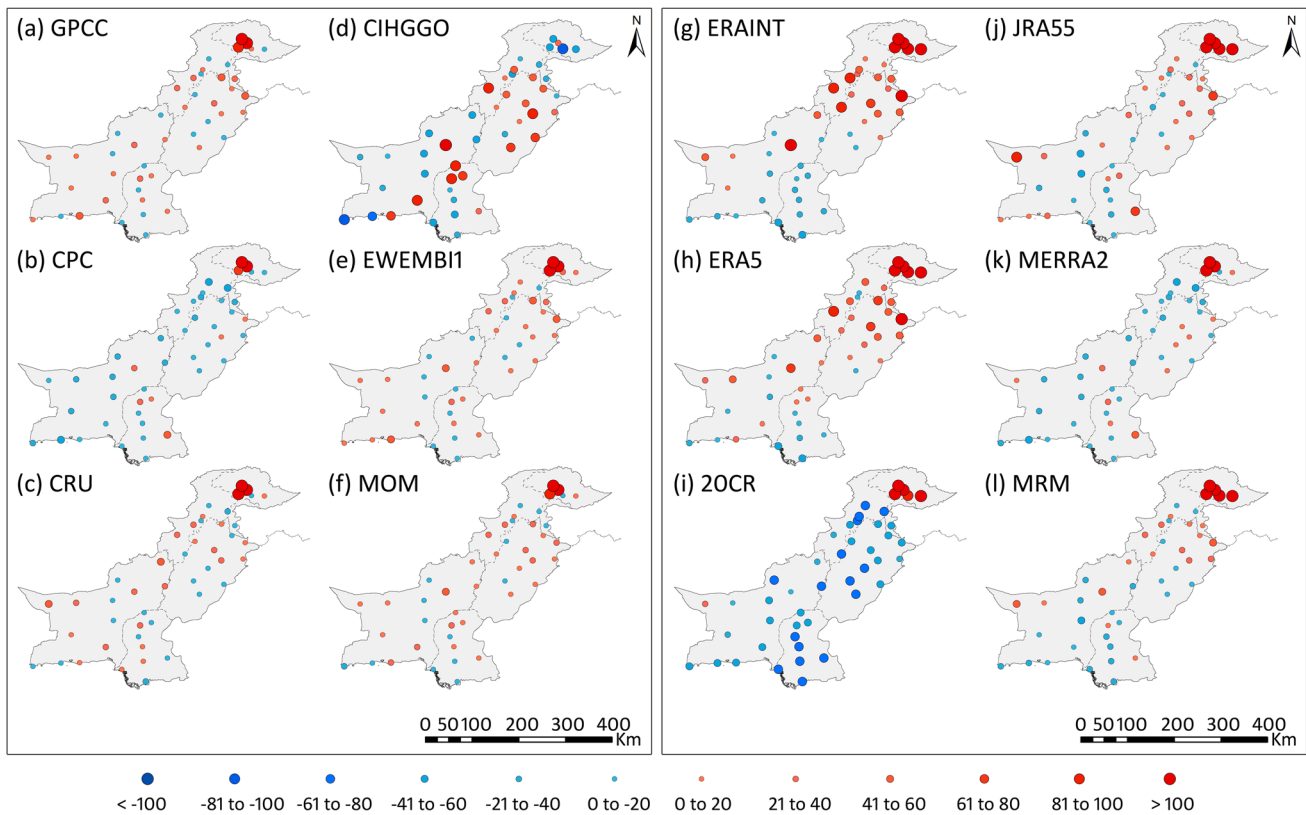 (a) GPCC
(d) CIHGGO
N
(g) ERAINT
(j) JRA55
N
(b) CPC
(e) EWEMBI1
(h) ERA5
(k) MERRA2
(c) CRU
(f) MOM
(i) 20CR
(l) MRM
0 50100 200 300 400
Km
0 50100 200 300 400
Km
< -100 -81 to -100 -61 to -80 -41 to -60 -21 to -40 0 to -20 0 to 20 21 to 40 41 to 60 61 to 80 81 to 100 >100